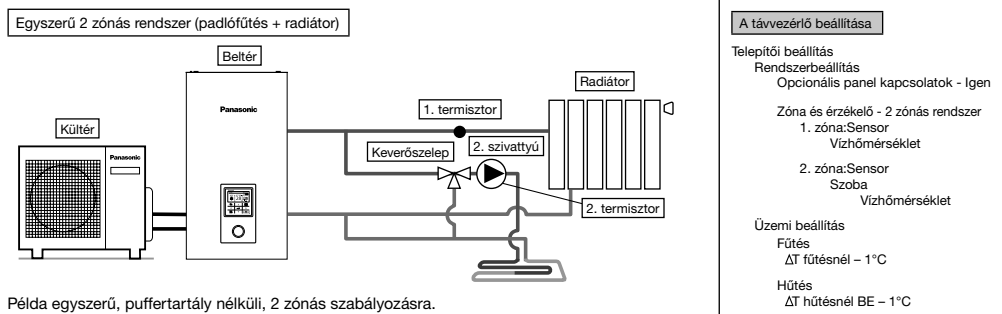 Egyszerű 2 zónás rendszer (padlófűtés + radiátor)
Beltér
Panasonic
Kültér
Panasonic
1. termisztor
Radiátor
Keverőszelep
2. szivattyú
2. termisztor
Példa egyszerű, puffertartály nélküli, 2 zónás szabályozásra.
A távvezérlő beállítása
Telepítői beállítás
Rendszerbeállítás
Opcionális panel kapcsolatok - Igen
Zóna és érzékelő - 2 zónás rendszer
1. zóna:Sensor
Vízhőmérséklet
2. zóna:Sensor
Szoba
Vízhőmérséklet
Üzemi beállítás
Fűtés
ΔT fűtésnél – 1°C
Hűtés
ΔT hűtésnél BE – 1°C